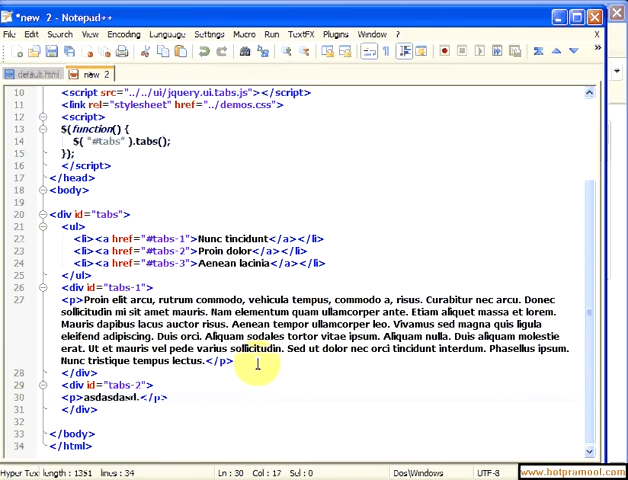 *new 2 - Notepad++
File Edit Search View Encoding Language Settings Macro Run TextFX Plugins Window ?
default.html new 2
10 <script src="../../ui/jquery.ui.tabs.js"></script>
11 <link rel="stylesheet" href="../demos.css">
12 <script>
13 $(function() {
14 $( "#tabs" ).tabs();
15 });
16 </script>
17 </head>
18 <body>
19
20 <div id="tabs">
21 <ul>
22 <li><a href="#tabs-1">Nunc tincidunt</a></li>
23 <li><a href="#tabs-2">Proin dolor</a></li>
24 <li><a href="#tabs-3">Aenean lacinia</a></li>
25 </ul>
26 <div id="tabs-1">
27 <p>Proin elit arcu, rutrum commodo, vehicula tempus, commodo a, risus. Curabitur nec arcu. Donec
sollicitudin mi sit amet mauris. Nam elementum quam ullamcorper ante. Etiam aliquet massa et lorem.
Mauris dapibus lacus auctor risus. Aenean tempor ullamcorper leo. Vivamus sed magna quis ligula
eleifend adipiscing. Duis orci. Aliquam sodales tortor vitae ipsum. Aliquam nulla. Duis aliquam molestie
erat. Ut et mauris vel pede varius sollicitudin. Sed ut dolor nec orci tincidunt interdum. Phasellus ipsum.
Nunc tristique tempus lectus.</p>
28 </div>
29 <div id="tabs-2">
30 <p>asdasdasd.</p>
31 </div>
32
33 </body>
34 </html>
Hyper Text length : 1391 lines : 34 Ln : 30 Col : 17 Sel : 0 Dos\Windows UTF-8
www.hotpramool.com